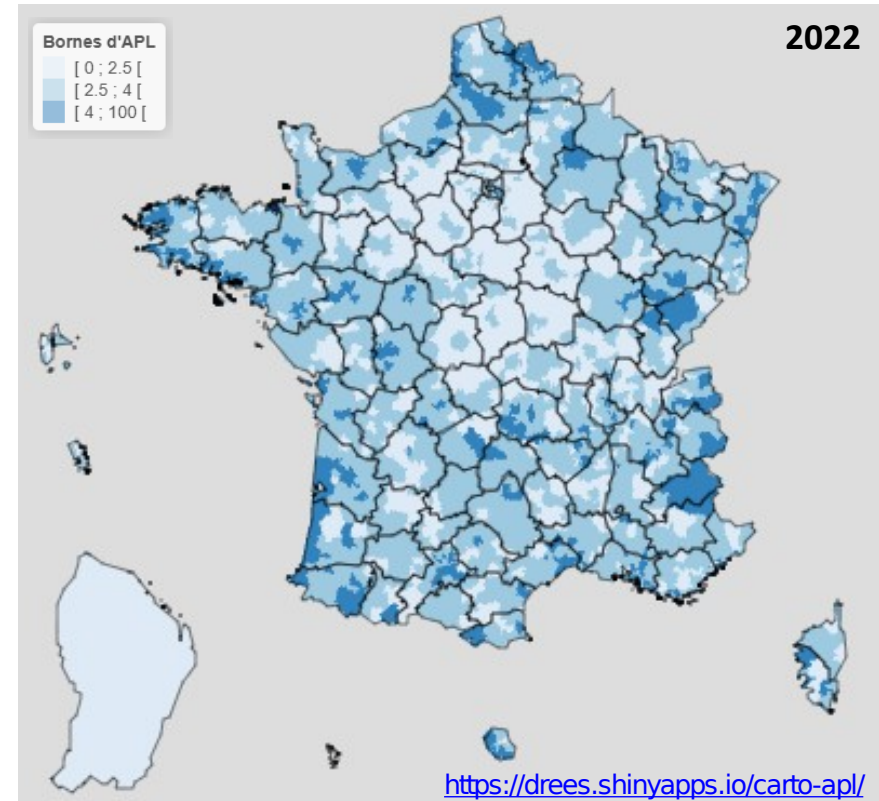 2022
Bornes d'APL
[ 0 ; 2.5 [
[ 2.5 ; 4 [
[ 4 ; 100 [
https://drees.shinyapps.io/carto-apl/